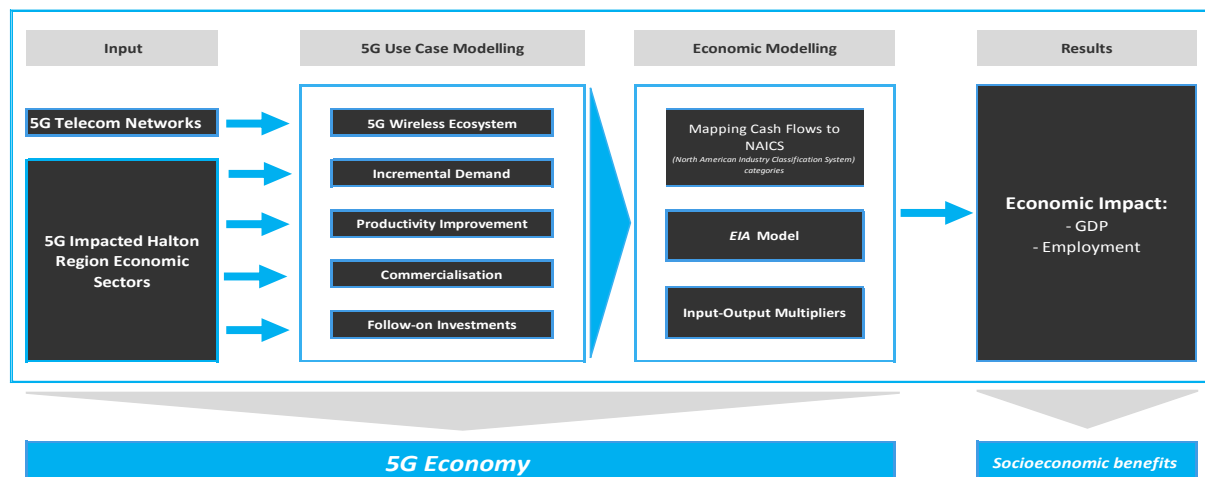 Input
5G Use Case Modelling
Economic Modelling
Results
5G Telecom Networks
5G Impacted Halton
Region Economic
Sectors
5G Wireless Ecosystem
Incremental Demand
Productivity Improvement
Commercialisation
Follow-on Investments
Mapping Cash Flows to
NAICS
(North American Industry Classification System)
categories
EIA Model
Input-Output Multipliers
Economic Impact:
- GDP
- Employment
5G Economy
Socioeconomic benefits